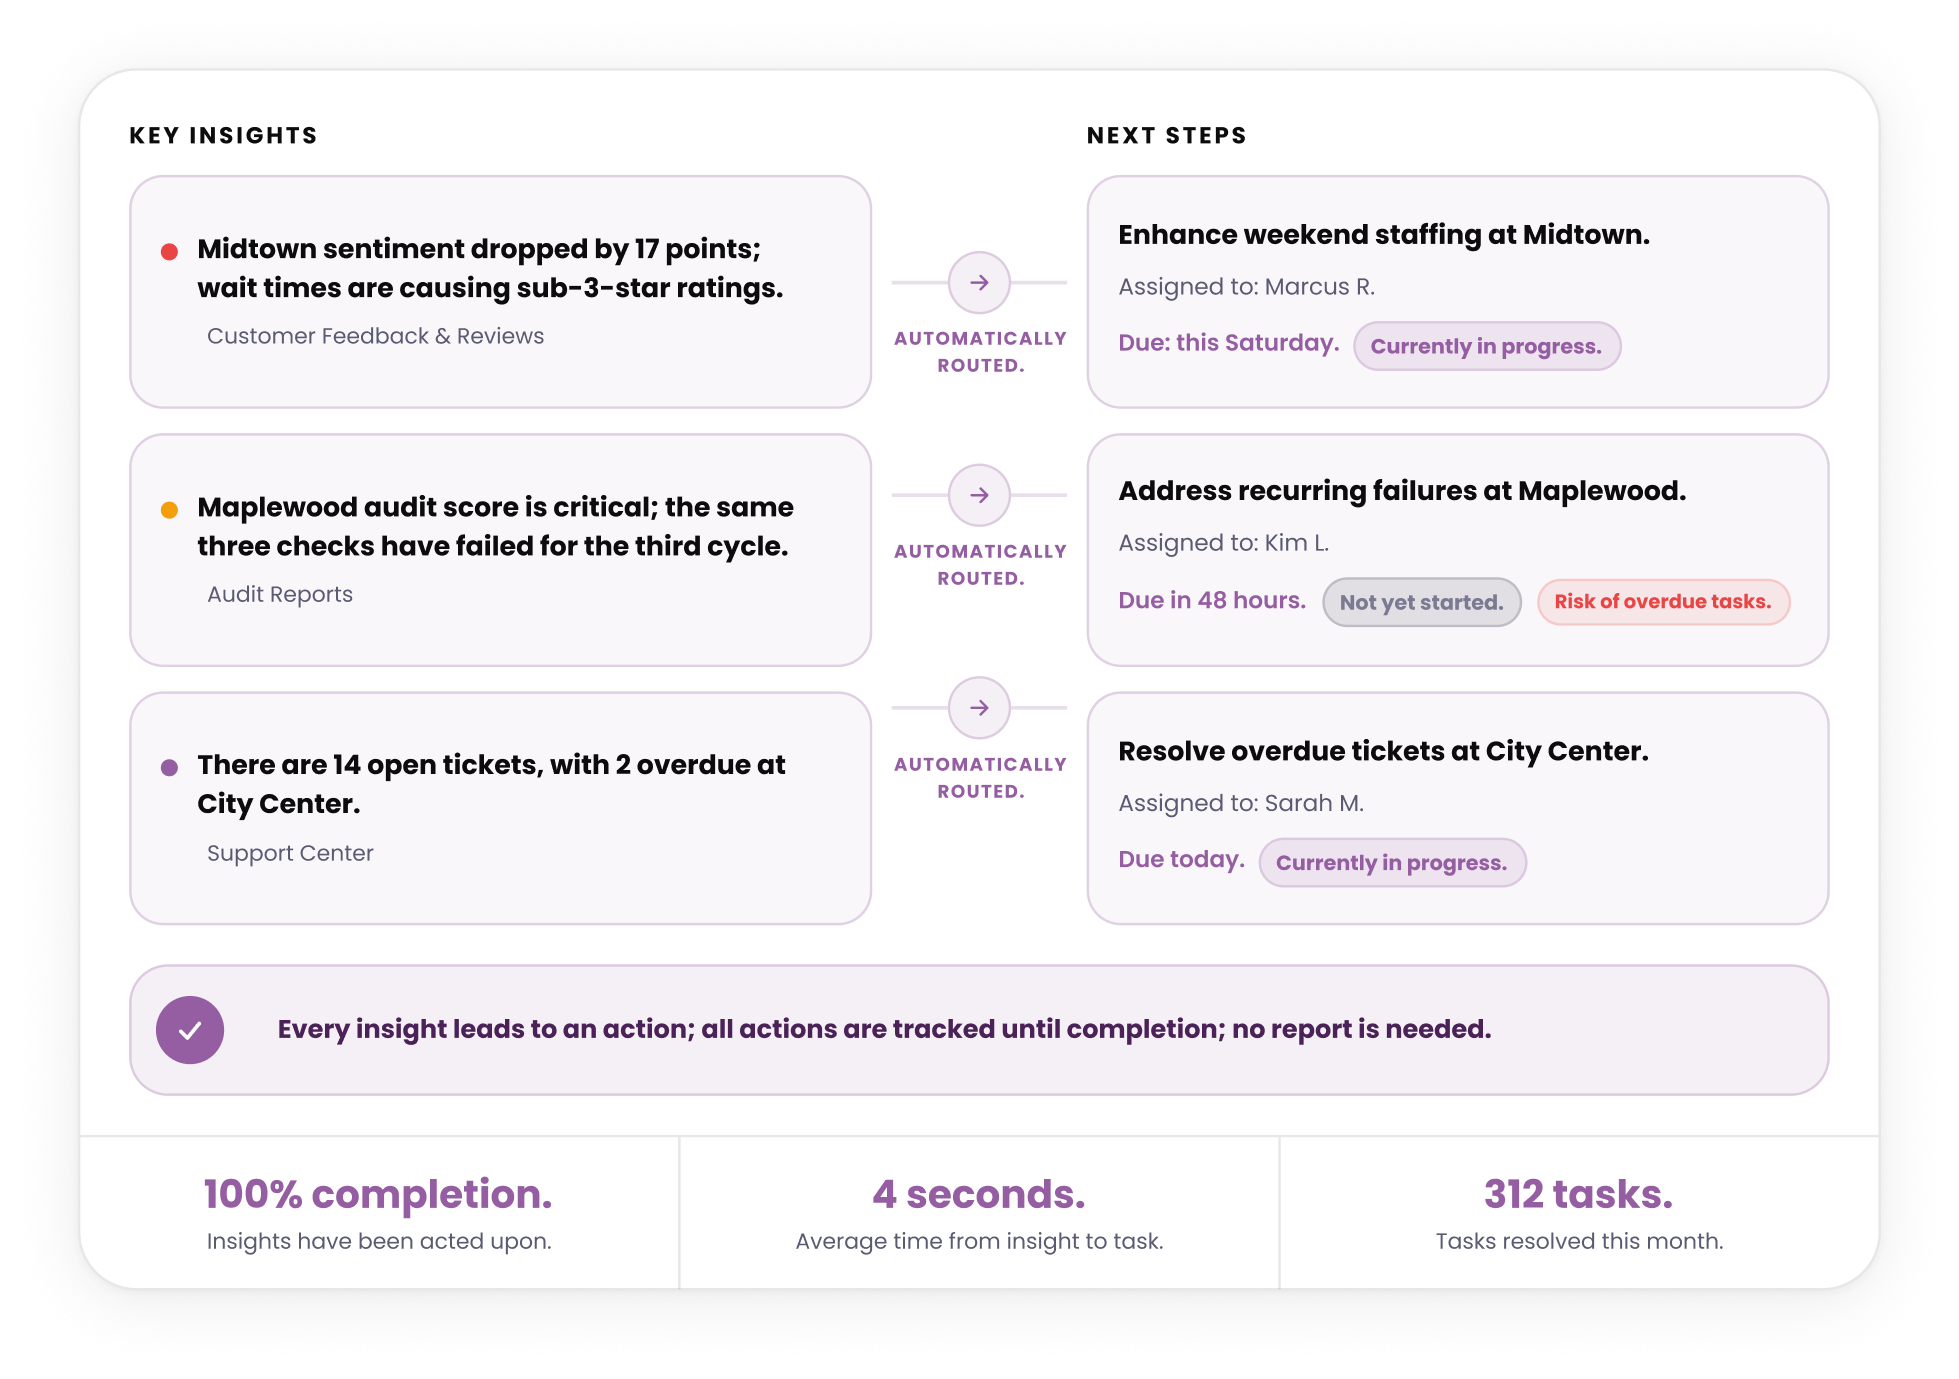 KEY INSIGHTS
NEXT STEPS
Midtown sentiment dropped by 17 points;
wait times are causing sub-3-star ratings.
Customer Feedback & Reviews
AUTOMATICALLY
ROUTED.
Enhance weekend staffing at Midtown.
Assigned to: Marcus R.
Due: this Saturday. Currently in progress.
Maplewood audit score is critical; the same
three checks have failed for the third cycle.
Audit Reports
AUTOMATICALLY
ROUTED.
Address recurring failures at Maplewood.
Assigned to: Kim L.
Due in 48 hours. Not yet started. Risk of overdue tasks.
There are 14 open tickets, with 2 overdue at
City Center.
Support Center
AUTOMATICALLY
ROUTED.
Resolve overdue tickets at City Center.
Assigned to: Sarah M.
Due today. Currently in progress.
Every insight leads to an action; all actions are tracked until completion; no report is needed.
100% completion.
Insights have been acted upon.
4 seconds.
Average time from insight to task.
312 tasks.
Tasks resolved this month.